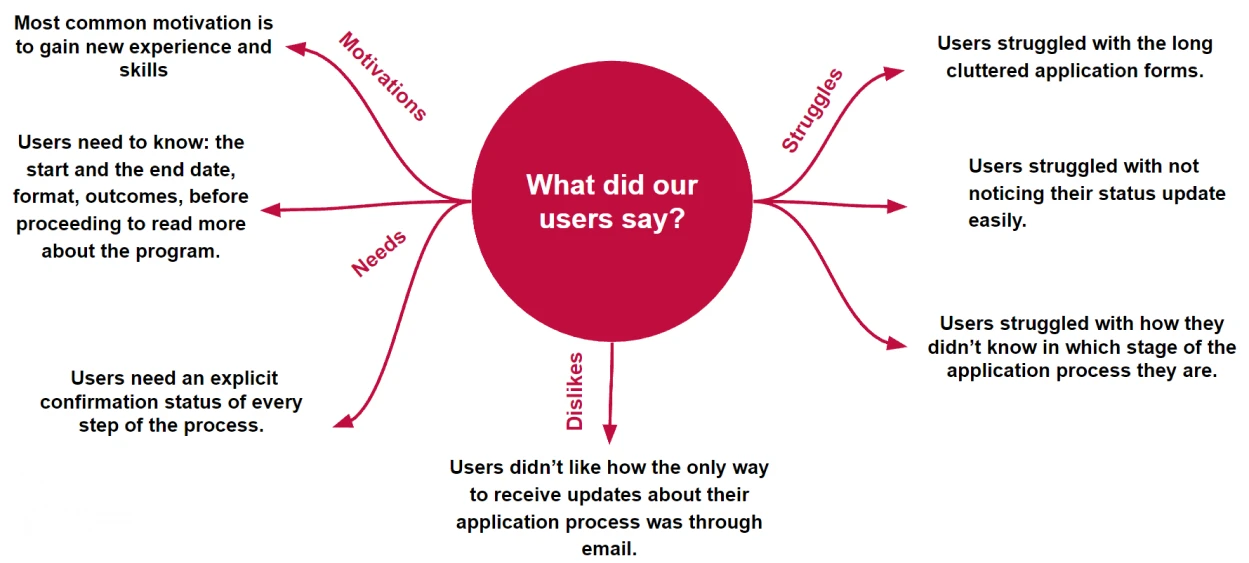 Most common motivation is
to gain new experience and
skills
Motivations
Users need to know: the
start and the end date,
format, outcomes, before
proceeding to read more
about the program.
Needs
Users need an explicit
confirmation status of every
step of the process.
What did our
users say?
Dislikes
Users didn’t like how the only way
to receive updates about their
application process was through
email.
Struggles
Users struggled with the long
cluttered application forms.
Users struggled with not
noticing their status update
easily.
Users struggled with how they
didn’t know in which stage of the
application process they are.